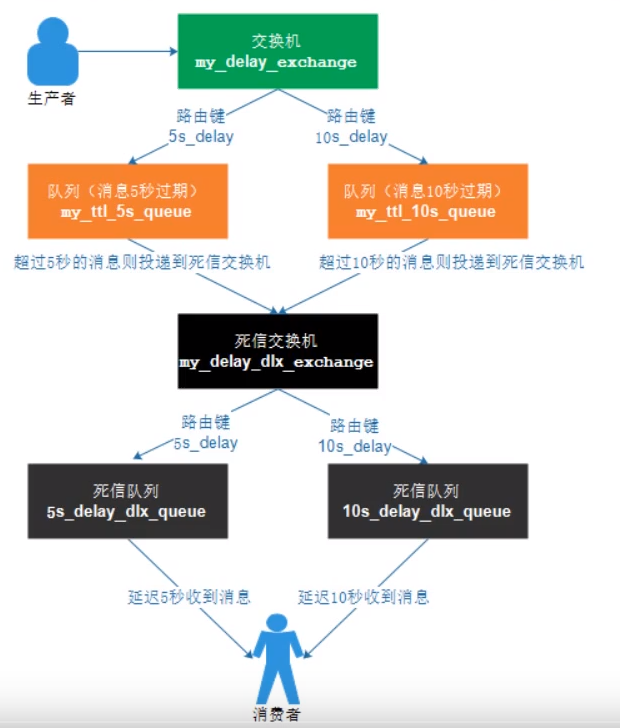 交换机
my_delay_exchange
生产者
路由键
5s_delay
路由键
10s_delay
队列（消息5秒过期）
my_ttl_5s_queue
队列（消息10秒过期）
my_ttl_10s_queue
超过5秒的消息则投递到死信交换机
超过10秒的消息则投递到死信交换机
死信交换机
my_delay_dlx_exchange
路由键
5s_delay
路由键
10s_delay
死信队列
5s_delay_dlx_queue
死信队列
10s_delay_dlx_queue
延迟5秒收到消息
延迟10秒收到消息
消费者